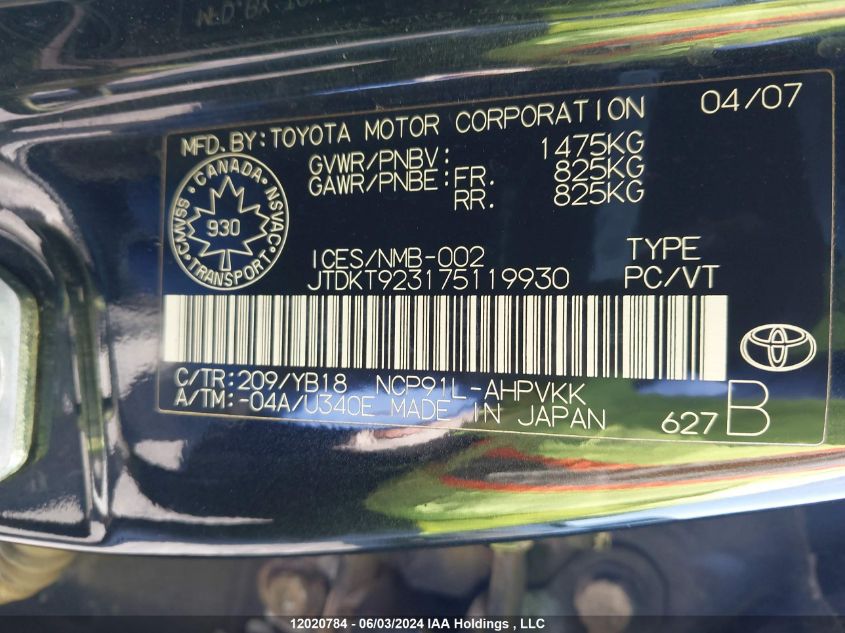 MFD.BY:TOYOTA MOTOR CORPORATION 04/07
GVWR/PNBV: 1475KG
GAWR/PNBE:FR. 825KG
RR. 825KG
CANADA
CMVSS NSVAC
930
TRANSPORT
ICES/NMB-002 TYPE
JTDKT923175119930 PC/VT
C/TR:209/YB18 NCP91L-AHPVKK
A/TM:-04A/U340E MADE IN JAPAN 627 B
12020784 - 06/03/2024 IAA Holdings , LLC